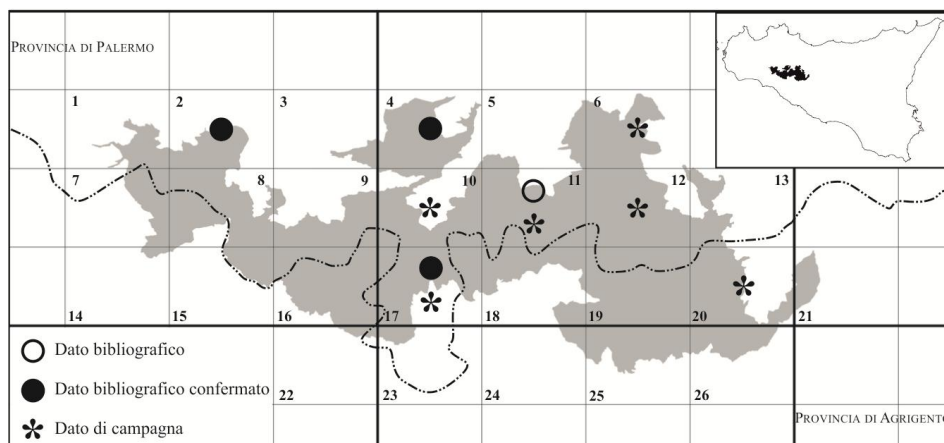 PROVINCIA DI PALERMO
1 2 3 4 5 6
7 8 9 10 11 12 13
14 15 16 17 18 19 20 21
Dato bibliografico
Dato bibliografico confermato
22 23 24 25 26
PROVINCIA DI AGRIGENTO
Dato di campagna